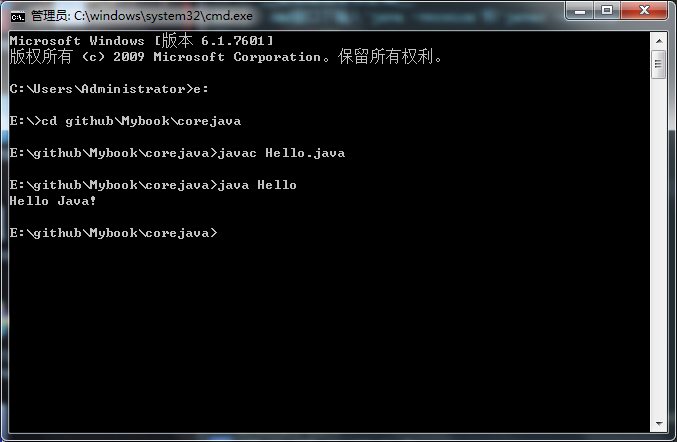 管理员: C:\windows\system32\cmd.exe
Microsoft Windows [版本 6.1.7601]
版权所有 (c) 2009 Microsoft Corporation。保留所有权利。
C:\Users\Administrator>e:
E:\>cd github\Mybook\corejava
E:\github\Mybook\corejava>javac Hello.java
E:\github\Mybook\corejava>java Hello
Hello Java!
E:\github\Mybook\corejava>